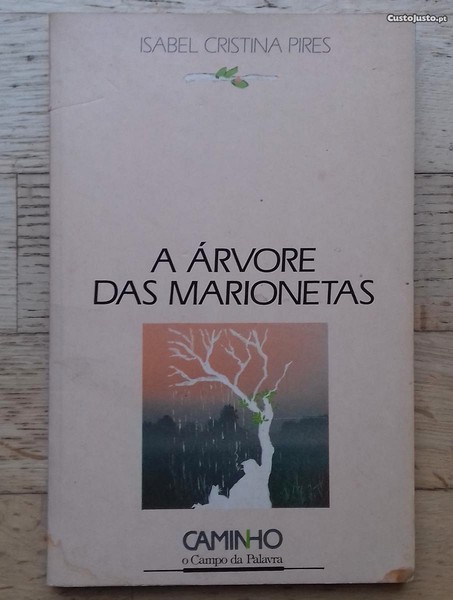 CustoJusto.pt
ISABEL CRISTINA PIRES
A ÁRVORE
DAS MARIONETAS
CAMINHO
o Campo da Palavra